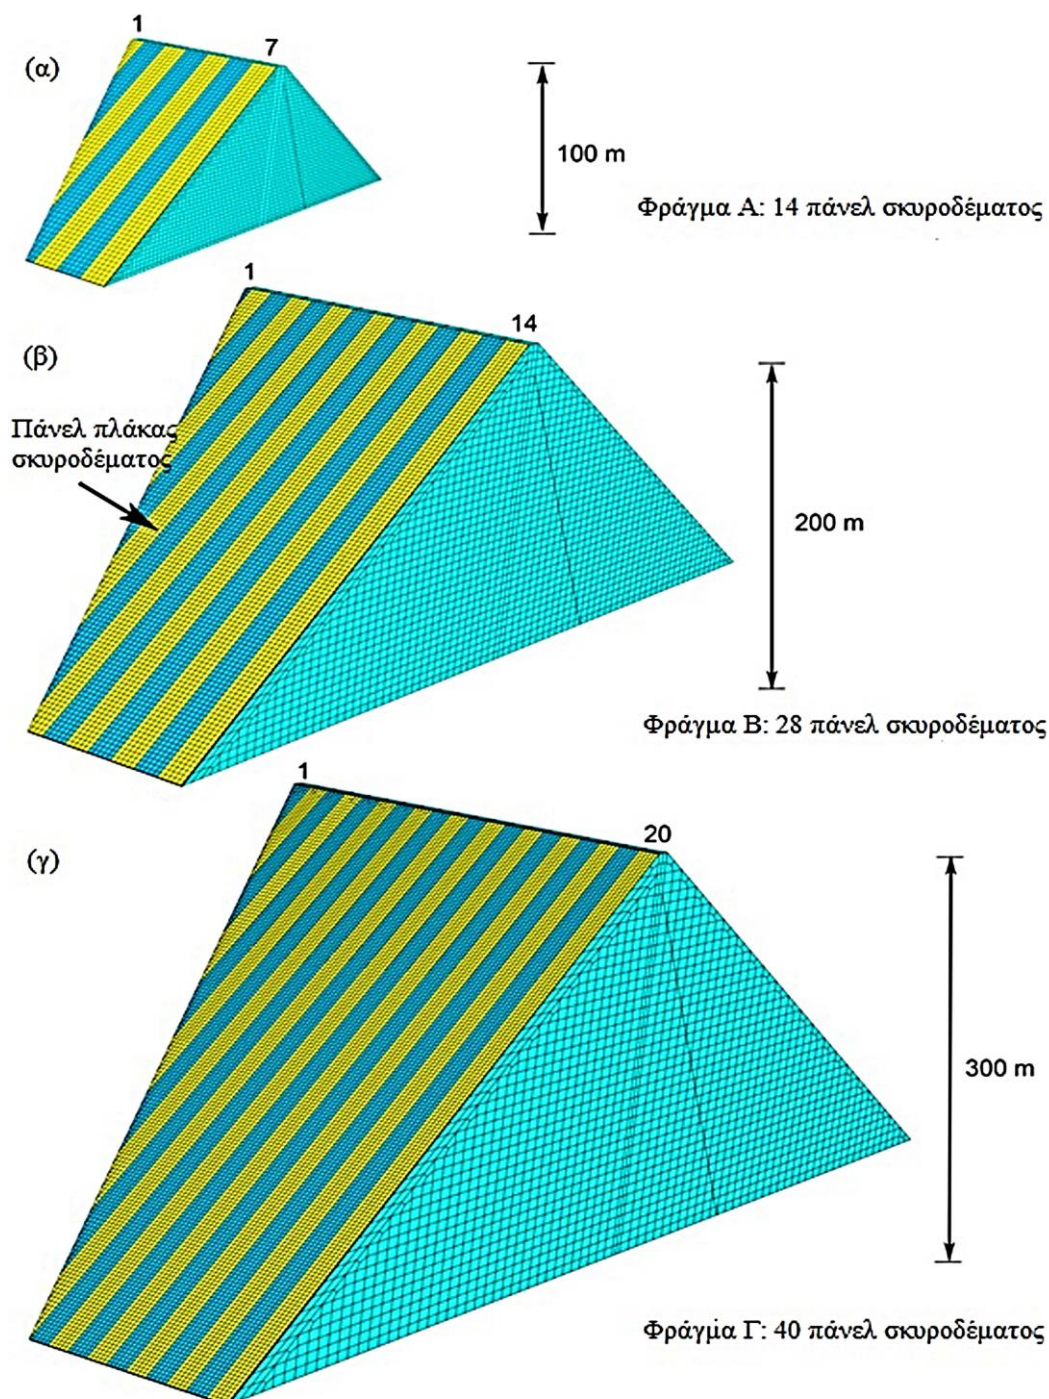 1
7
(α)
100 m
Φράγμα Α: 14 πάνελ σκυροδέματος
1
14
(β)
Πάνελ πλάκας
σκυροδέματος
200 m
Φράγμα Β: 28 πάνελ σκυροδέματος
1
20
(γ)
300 m
Φράγμα Γ: 40 πάνελ σκυροδέματος